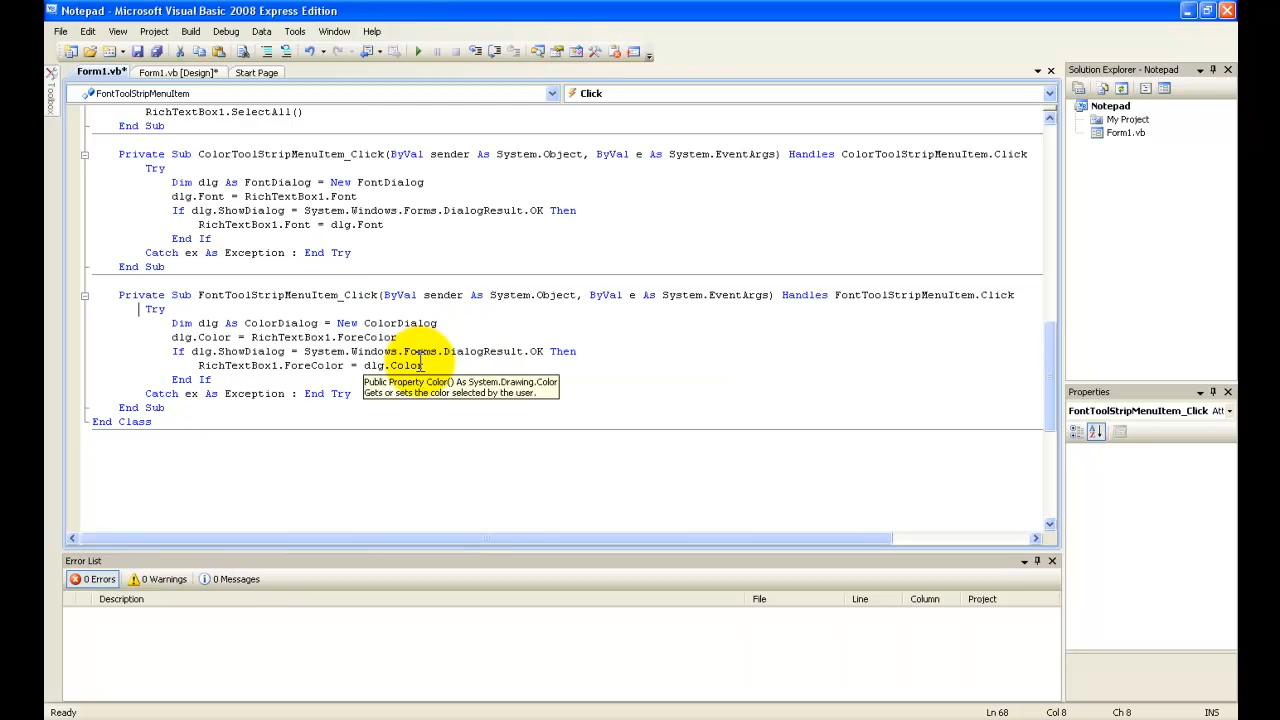 Notepad - Microsoft Visual Basic 2008 Express Edition
File Edit View Project Build Debug Data Tools Window Help
Form1.vb* Form1.vb [Design]* Start Page
FontToolStripMenuItem Click
Toolbox
RichTextBox1.SelectAll()
End Sub
Private Sub ColorToolStripMenuItem_Click(ByVal sender As System.Object, ByVal e As System.EventArgs) Handles ColorToolStripMenuItem.Click
Try
Dim dlg As FontDialog = New FontDialog
dlg.Font = RichTextBox1.Font
If dlg.ShowDialog = System.Windows.Forms.DialogResult.OK Then
RichTextBox1.Font = dlg.Font
End If
Catch ex As Exception : End Try
End Sub
Private Sub FontToolStripMenuItem_Click(ByVal sender As System.Object, ByVal e As System.EventArgs) Handles FontToolStripMenuItem.Click
Try
Dim dlg As ColorDialog = New ColorDialog
dlg.Color = RichTextBox1.ForeColor
If dlg.ShowDialog = System.Windows.Forms.DialogResult.OK Then
RichTextBox1.ForeColor = dlg.Color
Public Property Color() As System.Drawing.Color
Gets or sets the color selected by the user.
End If
Catch ex As Exception : End Try
End Sub
End Class
Solution Explorer - Notepad
Notepad
My Project
Form1.vb
Properties
FontToolStripMenuItem_Click Att
Error List
0 Errors 0 Warnings 0 Messages
Description File Line Column Project
Ready Ln 68 Col 8 Ch 8 INS